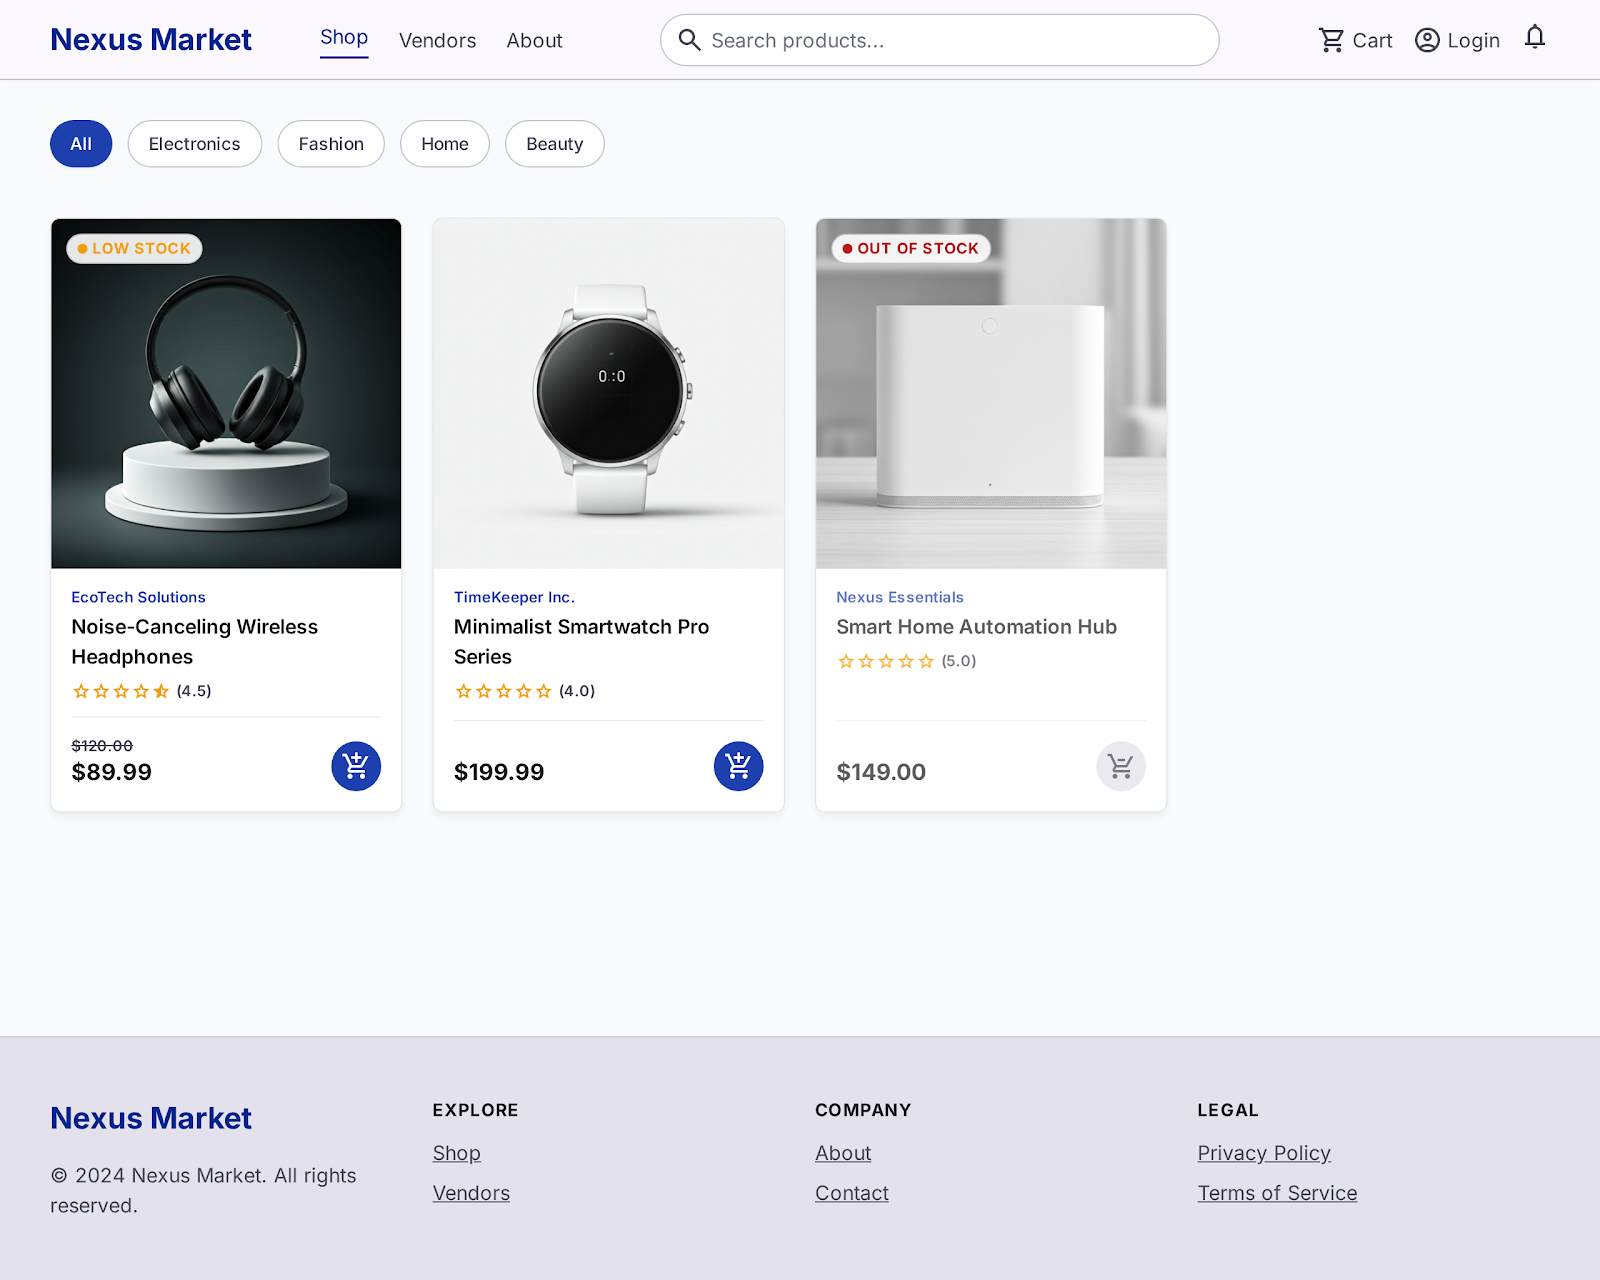 Nexus Market
Shop
Vendors
About
Search products...
Cart
Login
All
Electronics
Fashion
Home
Beauty
LOW STOCK
EcoTech Solutions
Noise-Canceling Wireless
Headphones
(4.5)
$120.00
$89.99
0:0
TimeKeeper Inc.
Minimalist Smartwatch Pro
Series
(4.0)
$199.99
OUT OF STOCK
Nexus Essentials
Smart Home Automation Hub
(5.0)
$149.00
Nexus Market
© 2024 Nexus Market. All rights
reserved.
EXPLORE
Shop
Vendors
COMPANY
About
Contact
LEGAL
Privacy Policy
Terms of Service